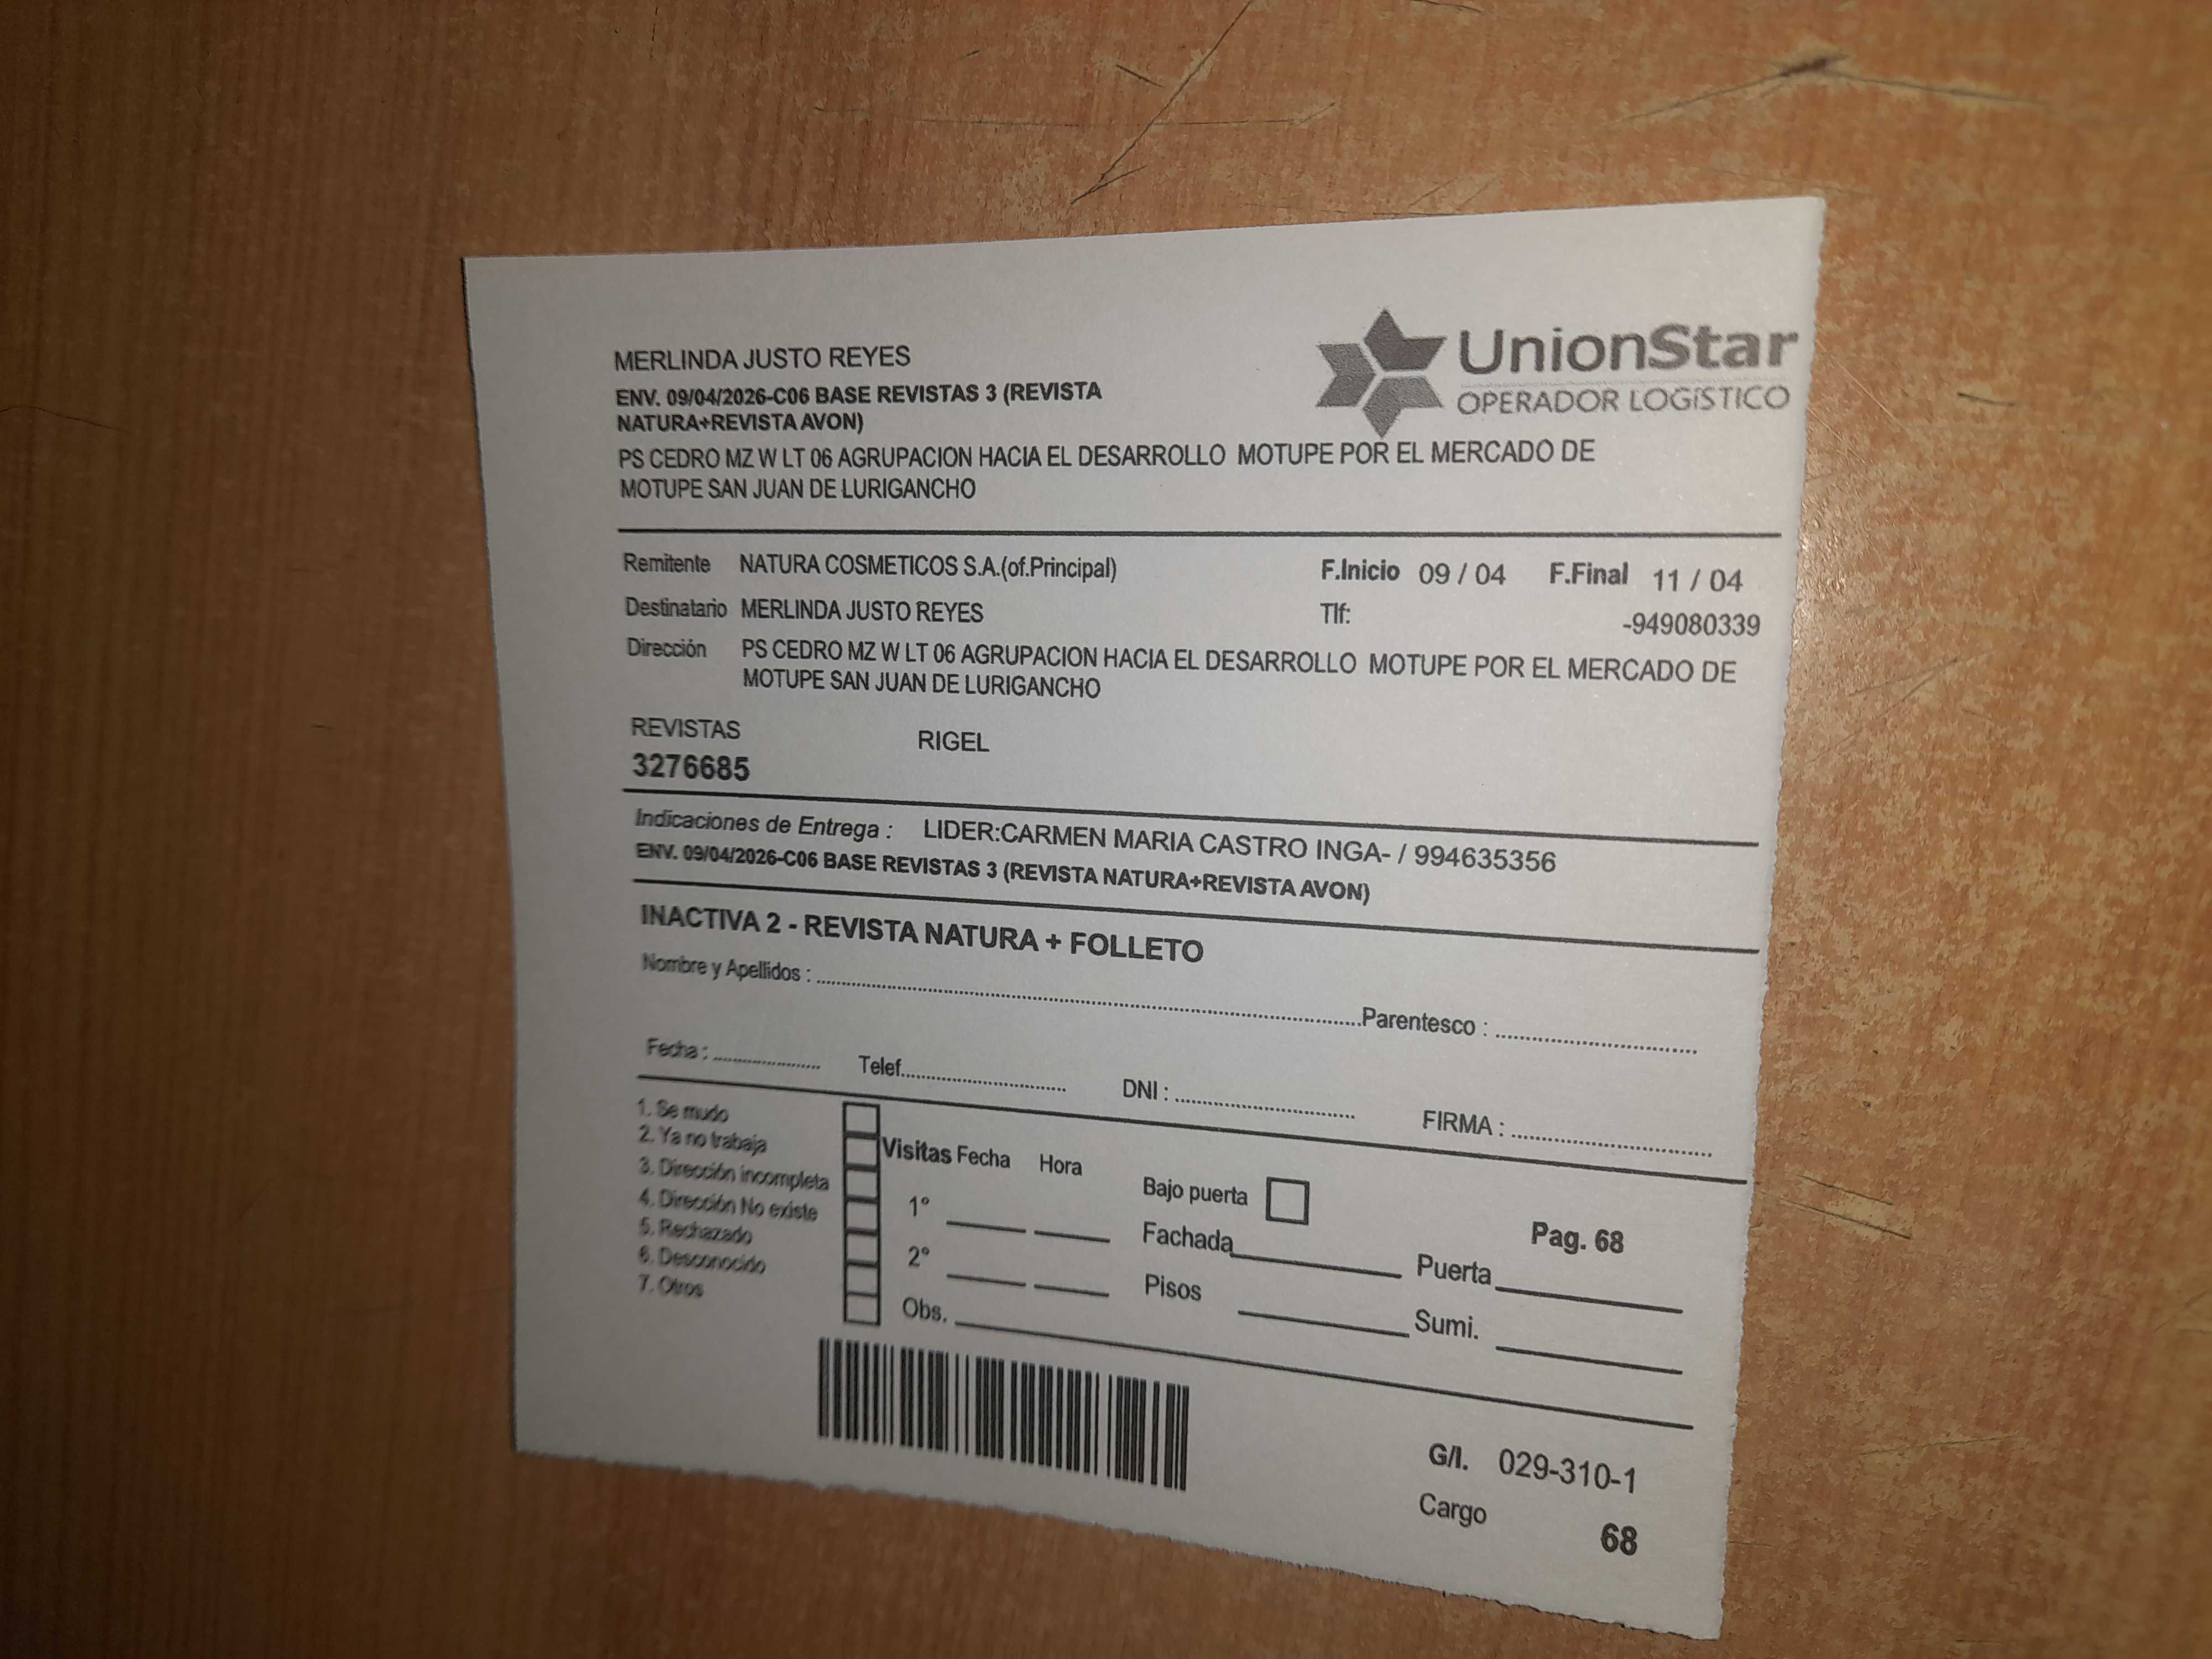 MERLINDA JUSTO REYES
UnionStar
OPERADOR LOGíSTICO
ENV. 09/04/2026-C06 BASE REVISTAS 3 (REVISTA
NATURA+REVISTA AVON)
PS CEDRO MZ W LT 06 AGRUPACION HACIA EL DESARROLLO MOTUPE POR EL MERCADO DE
MOTUPE SAN JUAN DE LURIGANCHO
Remitente NATURA COSMETICOS S.A.(of.Principal) F.Inicio 09 / 04 F.Final 11 / 04
Destinatario MERLINDA JUSTO REYES Tlf: -949080339
Dirección PS CEDRO MZ W LT 06 AGRUPACION HACIA EL DESARROLLO MOTUPE POR EL MERCADO DE
MOTUPE SAN JUAN DE LURIGANCHO
REVISTAS RIGEL
3276685
Indicaciones de Entrega : LIDER:CARMEN MARIA CASTRO INGA- / 994635356
ENV. 09/04/2026-C06 BASE REVISTAS 3 (REVISTA NATURA+REVISTA AVON)
INACTIVA 2 - REVISTA NATURA + FOLLETO
Nombre y Apellidos : Parentesco :
Fecha : Telef. DNI : FIRMA :
1. Se mudo
2. Ya no trabaja
3. Dirección incompleta
4. Dirección No existe
5. Rechazado
6. Desconocido
7. Otros
Visitas Fecha Hora
1°
2°
Obs.
Bajo puerta
Fachada Puerta
Pisos Sumi.
Pag. 68
G/I. 029-310-1
Cargo 68